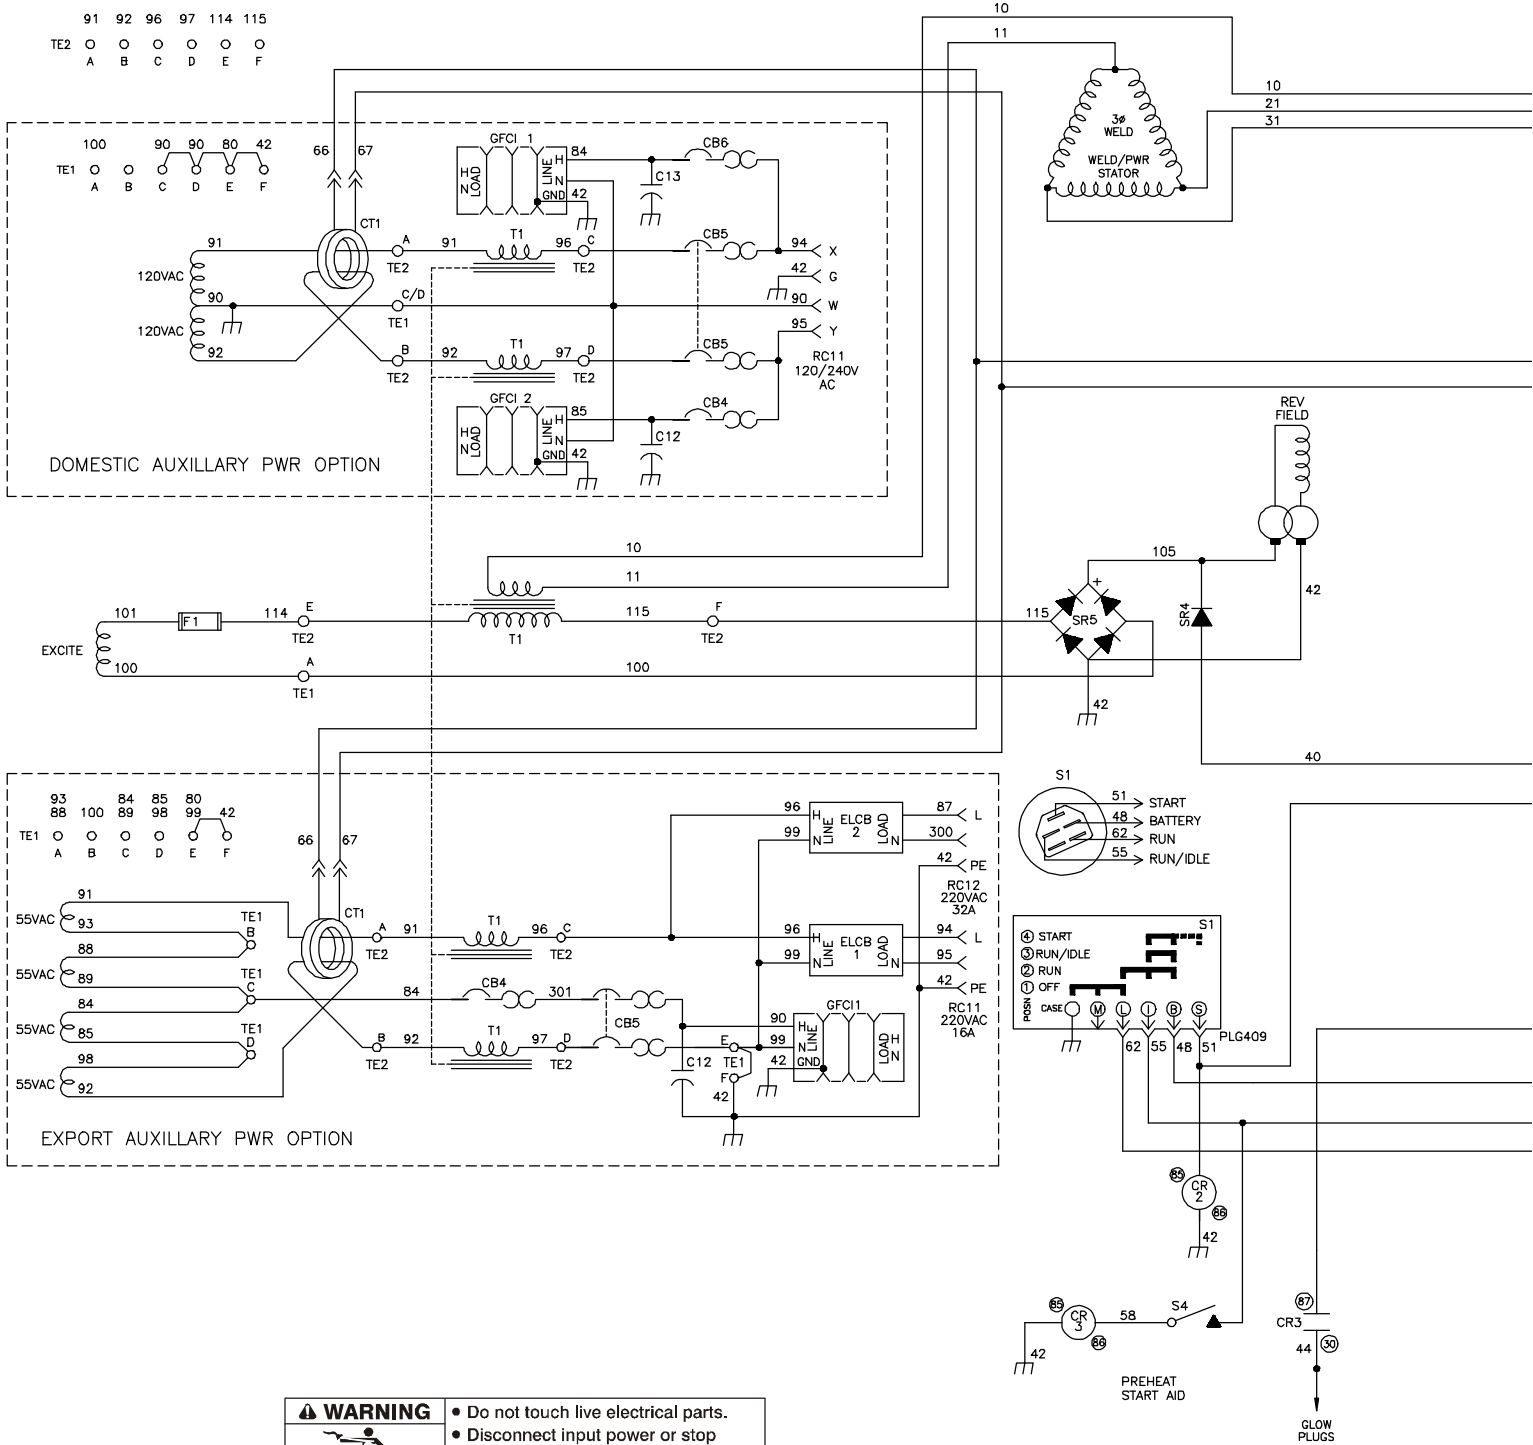 91 92 96 97 114 115
TE2
A B C D E F
10
11
10
21
31
3ø
WELD
WELD/PWR
STATOR
100 90 90 80 42
TE1
A B C D E F
66 67
CT1
GFCI 1
H
N
LOAD
LINE
H
N
GND
84
42
C13
CB6
91
120VAC
90
120VAC
92
A
TE2
91
T1
96
C
TE2
CB5
94 X
42 G
C/D
TE1
90 W
95 Y
B
TE2
92
T1
97
D
TE2
CB5
RC11
120/240V
AC
GFCI 2
H
N
LOAD
LINE
H
N
GND
85
42
C12
CB4
DOMESTIC AUXILLARY PWR OPTION
REV
FIELD
10
11
105
42
101
F1
114
E
TE2
T1
115
F
TE2
115
+
SR5
SR4
EXCITE
100
A
TE1
100
42
40
93
88 100 84
89 85
98 80
99 42
TE1
A B C D E F
66 67
CT1
91
55VAC
93
TE1
B
88
55VAC
89
TE1
C
84
55VAC
85
TE1
D
98
55VAC
92
A
TE2
91
T1
96
C
TE2
84
CB4
301
CB5
B
TE2
92
T1
97
D
TE2
C12
E
TE1
F
42
96
99
H
N
LINE
ELCB
2
LOAD
N
87 L
300
42 PE
RC12
220VAC
32A
96
99
H
N
LINE
ELCB
1
LOAD
N
94 L
95
42 PE
RC11
220VAC
16A
GFCI1
90
99
42
H
N
GND
LINE
LOAD
H
N
EXPORT AUXILLARY PWR OPTION
S1
51 START
48 BATTERY
62 RUN
55 RUN/IDLE
S1
4 START
3 RUN/IDLE
2 RUN
1 OFF
POSN
CASE M L I B S
PLG409
62 55 48 51
85
CR
2
86
42
85
CR
3
86
58
S4
42
PREHEAT
START AID
87
CR3
30
44
GLOW
PLUGS
WARNING
• Do not touch live electrical parts.
• Disconnect input power or stop